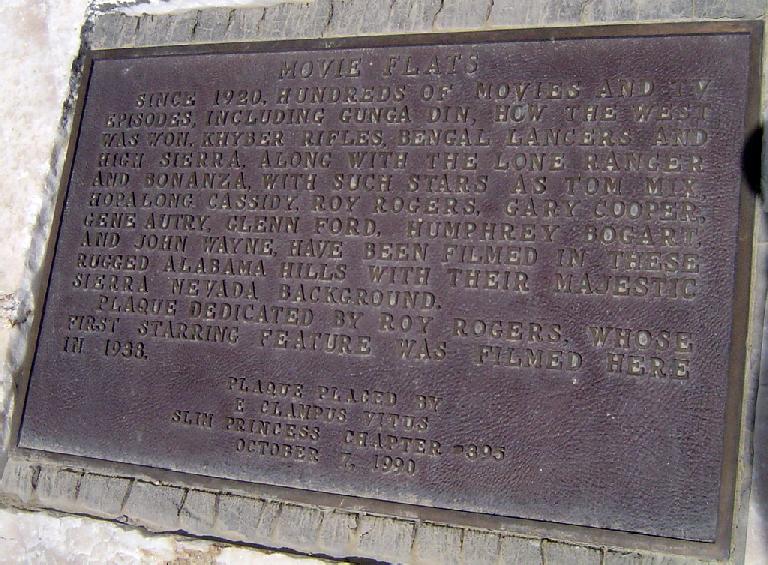 MOVIE FLATS
SINCE 1920, HUNDREDS OF MOVIES AND TV
EPISODES, INCLUDING GUNGA DIN, HOW THE WEST
WAS WON, KHYBER RIFLES, BENGAL LANCERS AND
HIGH SIERRA, ALONG WITH THE LONE RANGER
AND BONANZA, WITH SUCH STARS AS TOM MIX,
HOPALONG CASSIDY, ROY ROGERS, GARY COOPER,
GENE AUTRY, GLENN FORD, HUMPHREY BOGART,
AND JOHN WAYNE, HAVE BEEN FILMED IN THESE
RUGGED ALABAMA HILLS WITH THEIR MAJESTIC
SIERRA NEVADA BACKGROUND.
PLAQUE DEDICATED BY ROY ROGERS, WHOSE
FIRST STARRING FEATURE WAS FILMED HERE
IN 1938.
PLAQUE PLACED BY
E CLAMPUS VITUS
SLIM PRINCESS CHAPTER #395
OCTOBER 7, 1990